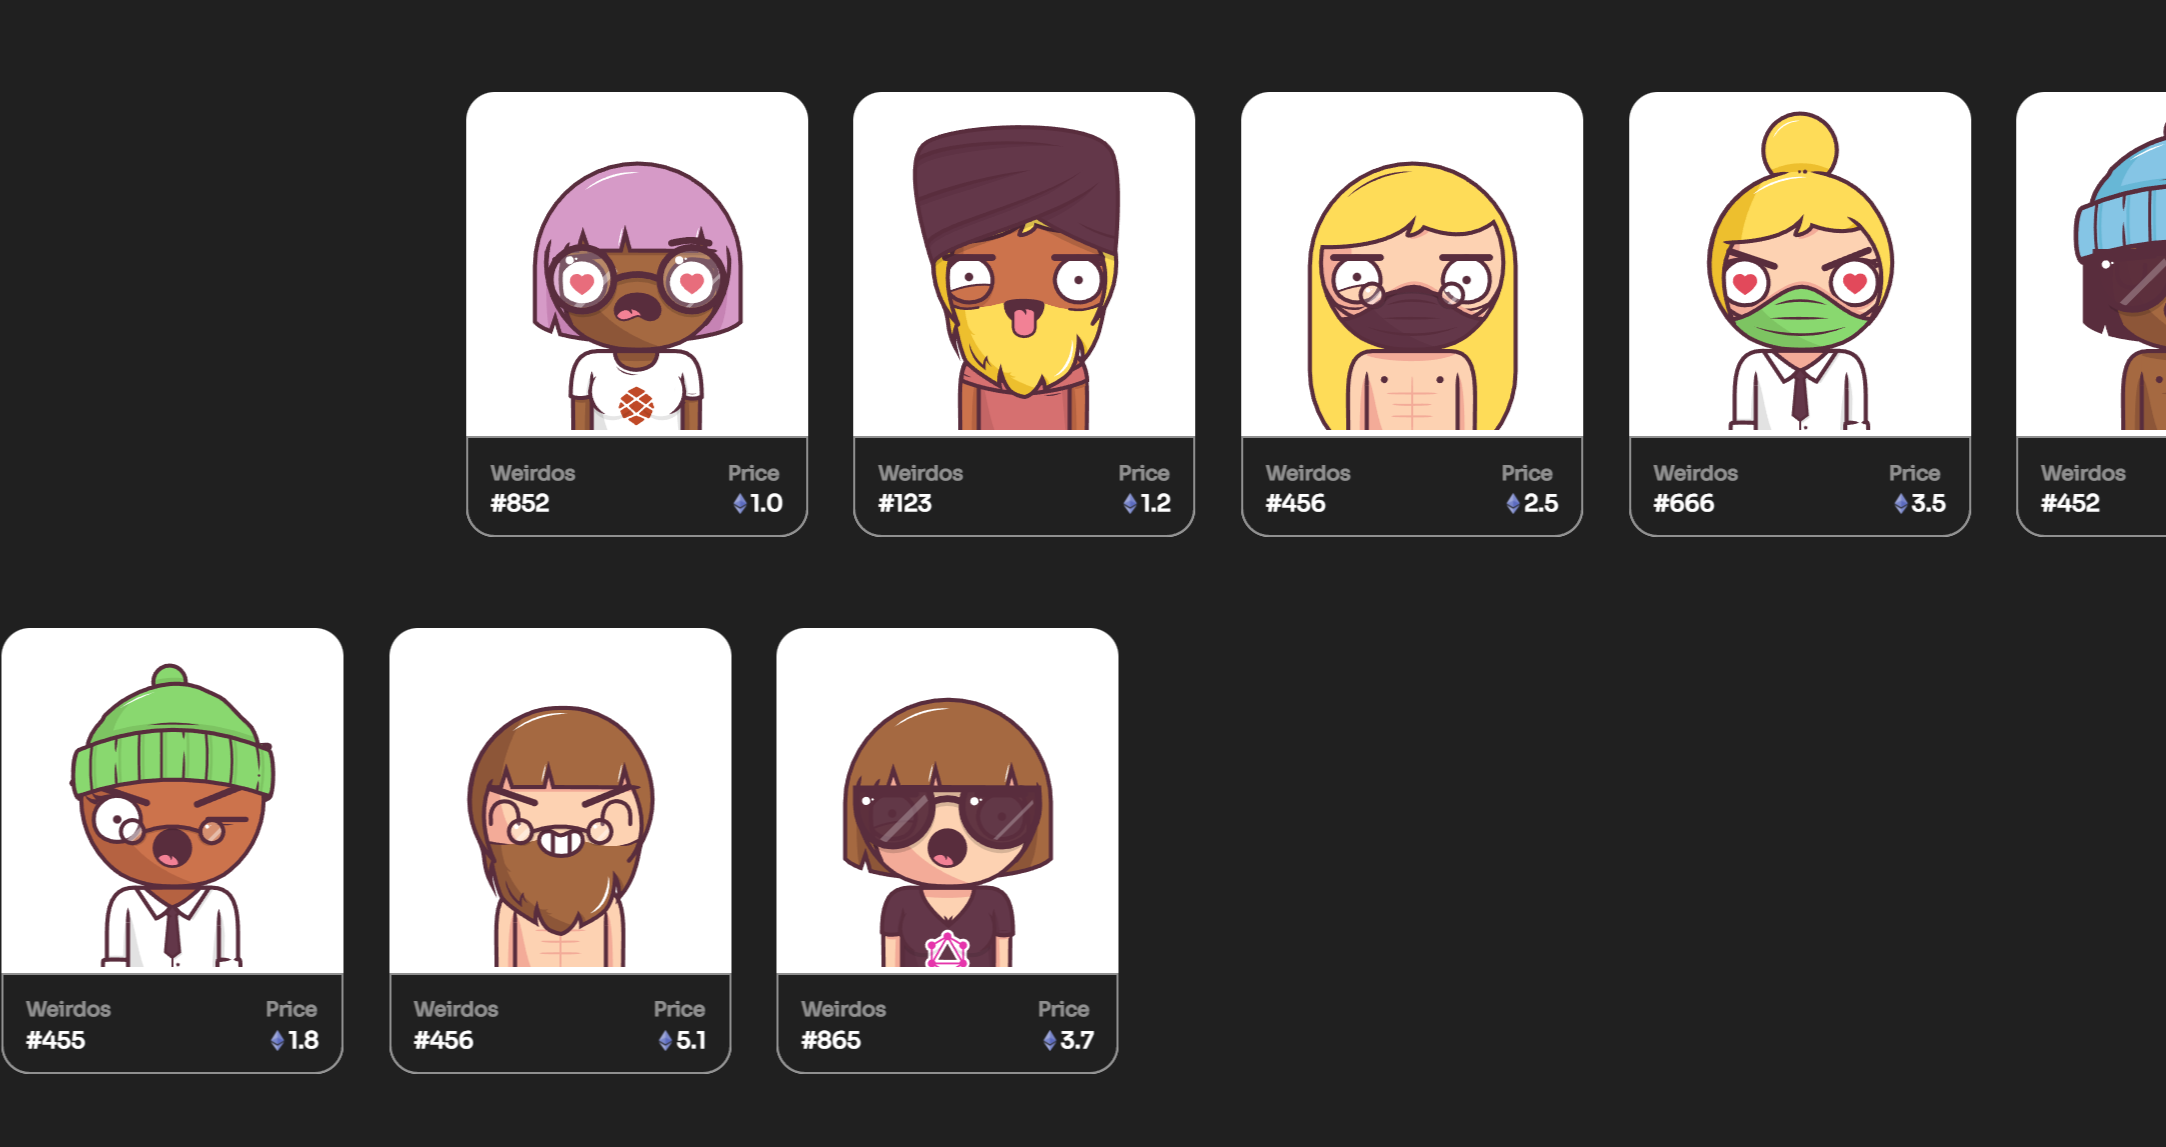 Weirdos Price
#852 1.0
Weirdos Price
#123 1.2
Weirdos Price
#456 2.5
Weirdos Price
#666 3.5
Weirdos
#452
Weirdos Price
#455 1.8
Weirdos Price
#456 5.1
Weirdos Price
#865 3.7